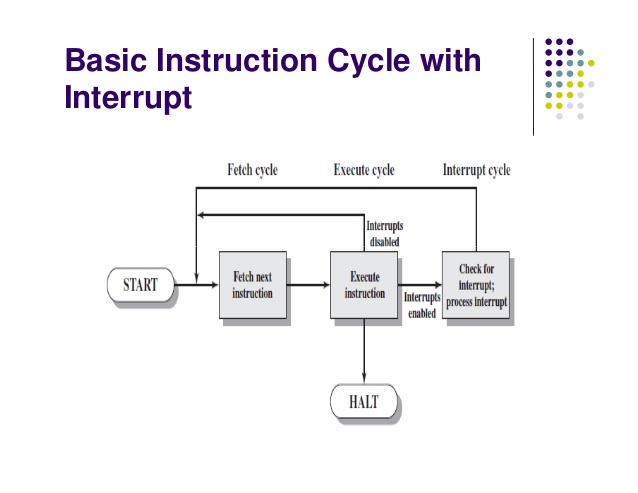 Basic Instruction Cycle with
Interrupt
Fetch cycle
Execute cycle
Interrupt cycle
Interrupts
disabled
START
Fetch next
instruction
Execute
instruction
Interrupts
enabled
Check for
interrupt;
process interrupt
HALT